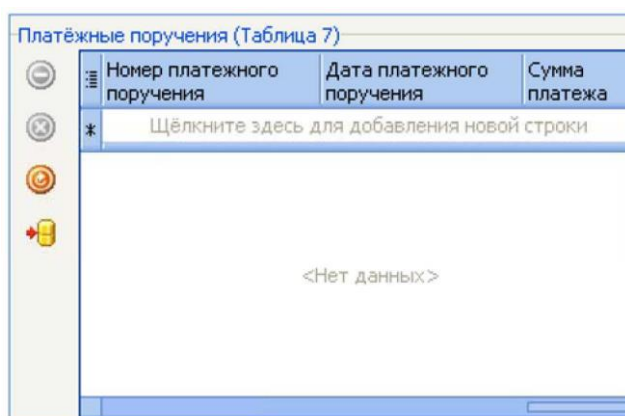 Платёжные поручения (Таблица 7)
Номер платежного поручения
Дата платежного поручения
Сумма платежа
Щёлкните здесь для добавления новой строки
<Нет данных>